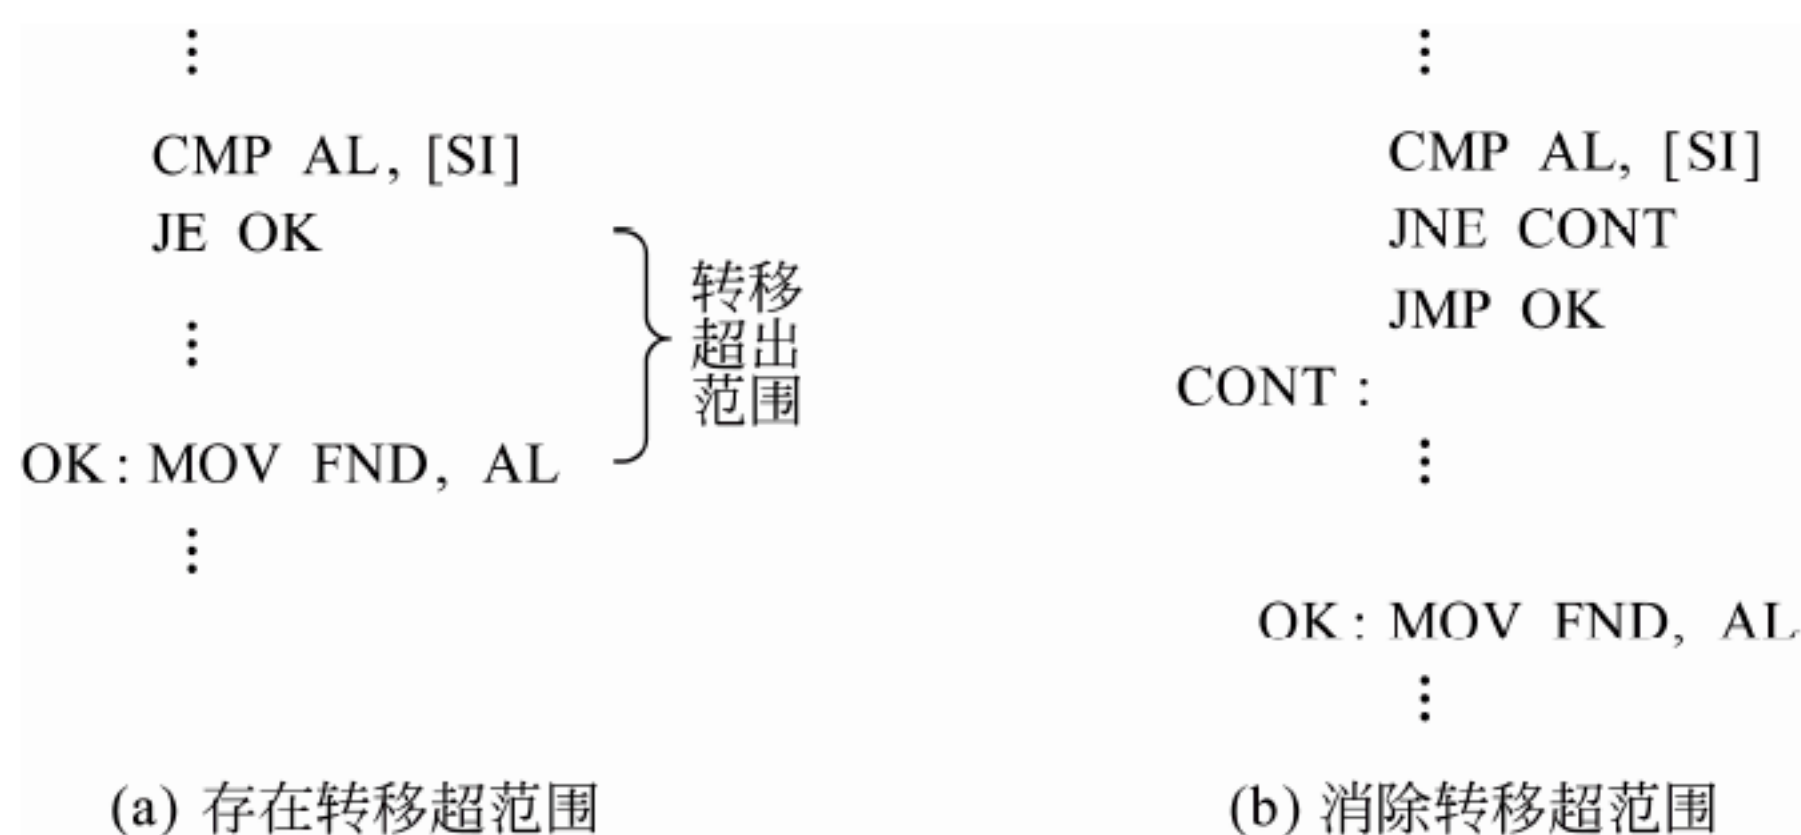 ⋮
CMP AL, [SI]
JE OK
⋮
OK: MOV FND, AL
⋮
转移
超出
范围
(a) 存在转移超范围
⋮
CMP AL, [SI]
JNE CONT
JMP OK
CONT :
⋮
OK: MOV FND, AL
⋮
(b) 消除转移超范围